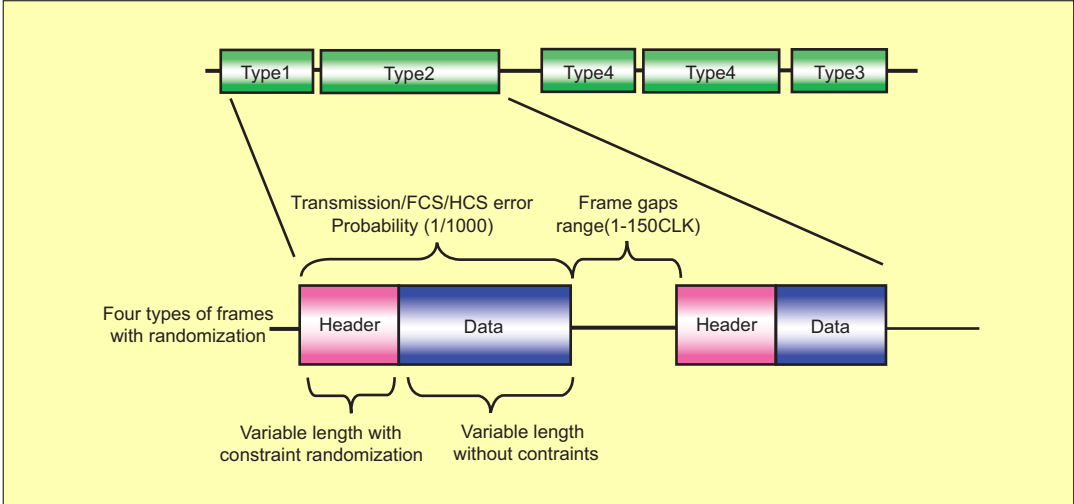 Type1 Type2 Type4 Type4 Type3
Transmission/FCS/HCS error
Probability (1/1000)
Frame gaps
range(1-150CLK)
Four types of frames
with randomization
Header Data Header Data
Variable length with
constraint randomization
Variable length
without contraints